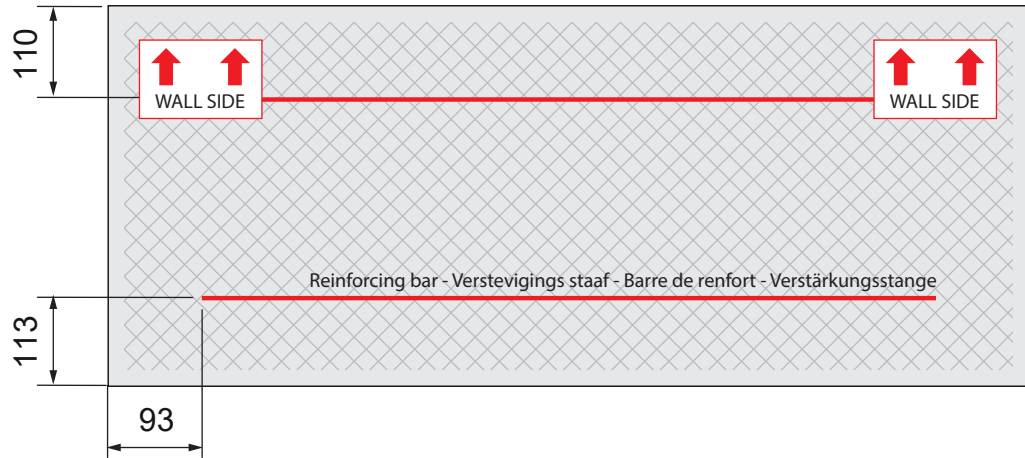 110
WALL SIDE
WALL SIDE
Reinforcing bar - Verstevigings staaf - Barre de renfort - Verstärkungsstange
113
93